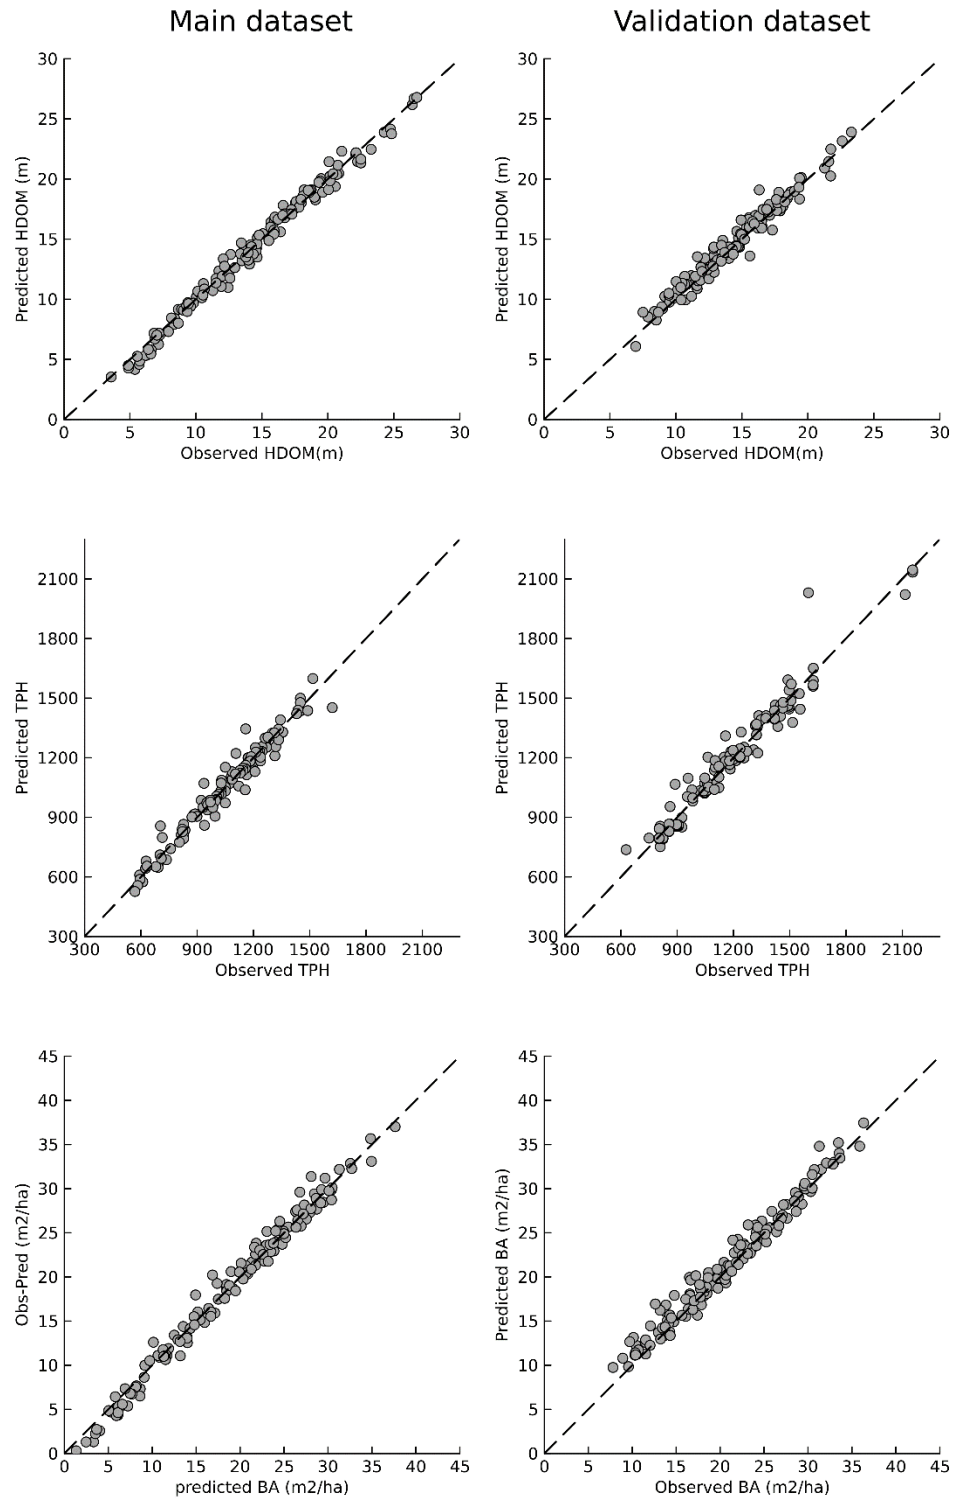 Main dataset
Validation dataset
30
25
20
15
10
5
0
Predicted HDOM (m)
0 5 10 15 20 25 30
Observed HDOM(m)
30
25
20
15
10
5
0
Predicted HDOM (m)
0 5 10 15 20 25 30
Observed HDOM(m)
2100
1800
1500
1200
900
600
300
Predicted TPH
300 600 900 1200 1500 1800 2100
Observed TPH
2100
1800
1500
1200
900
600
300
Predicted TPH
300 600 900 1200 1500 1800 2100
Observed TPH
45
40
35
30
25
20
15
10
5
0
Obs-Pred (m2/ha)
0 5 10 15 20 25 30 35 40 45
predicted BA (m2/ha)
45
40
35
30
25
20
15
10
5
0
Predicted BA (m2/ha)
0 5 10 15 20 25 30 35 40 45
Observed BA (m2/ha)